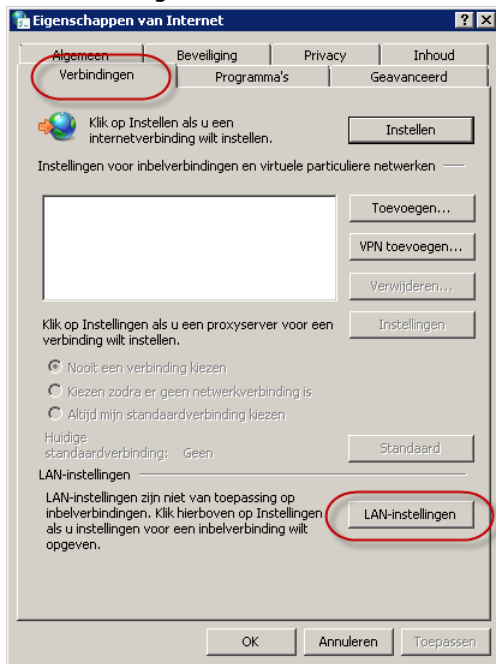 Eigenschappen van Internet
Algemeen Beveiliging Privacy Inhoud
Verbindingen Programma's Geavanceerd
Klik op Instellen als u een
internetverbinding wilt instellen.
Instellen
Instellingen voor inbelverbindingen en virtuele particuliere netwerken
Toevoegen...
VPN toevoegen...
Verwijderen...
Klik op Instellingen als u een proxyserver voor een
verbinding wilt instellen.
Instellingen
Nooit een verbinding kiezen
Kiezen zodra er geen netwerkverbinding is
Altijd mijn standaardverbinding kiezen
Huidige
standaardverbinding: Geen
Standaard
LAN-instellingen
LAN-instellingen zijn niet van toepassing op
inbelverbindingen. Klik hierboven op Instellingen
als u instellingen voor een inbelverbinding wilt
opgeven.
LAN-instellingen
OK Annuleren Toepassen